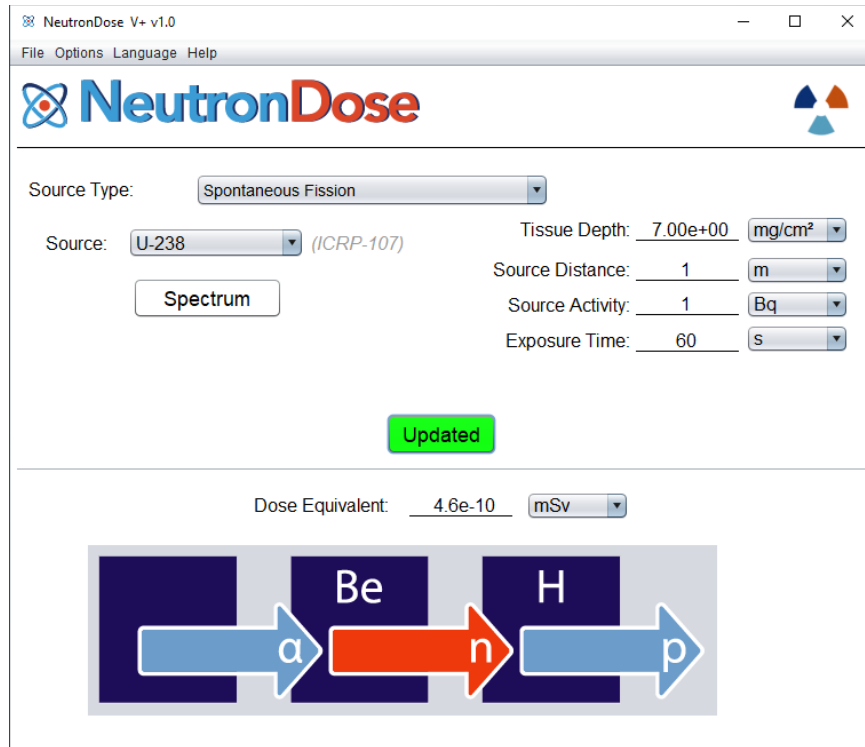 NeutronDose V+ v1.0
File Options Language Help
NeutronDose
Source Type: Spontaneous Fission
Source: U-238 (ICRP-107)
Spectrum
Tissue Depth: 7.00e+00 mg/cm²
Source Distance: 1 m
Source Activity: 1 Bq
Exposure Time: 60 s
Updated
Dose Equivalent: 4.6e-10 mSv
Be H
α n p